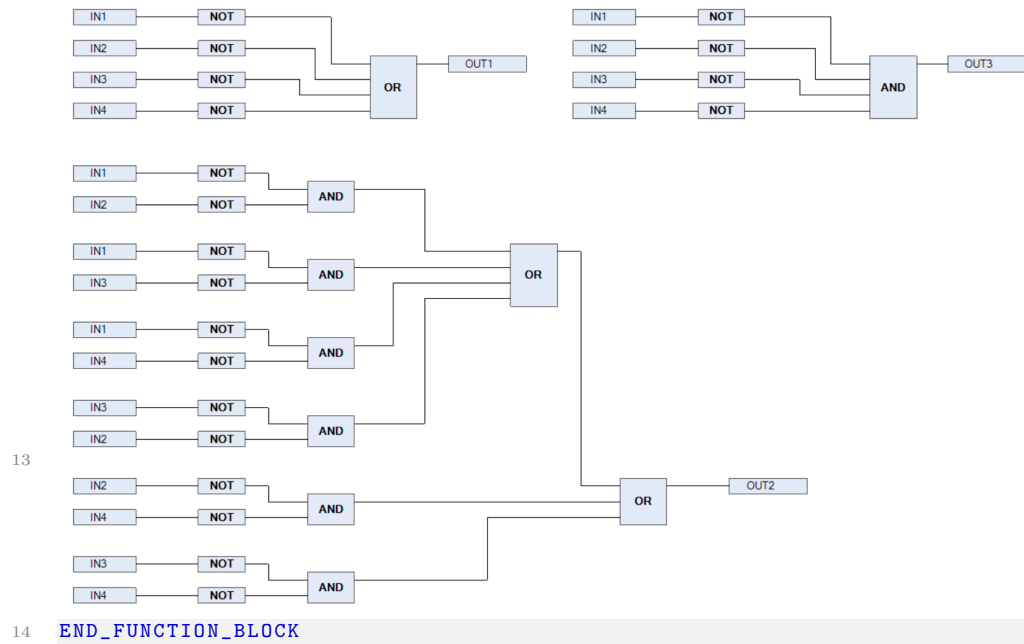 IN1 NOT IN1 NOT
IN2 NOT IN2 NOT
OUT1 OUT3
IN3 NOT IN3 NOT
OR AND
IN4 NOT IN4 NOT
IN1 NOT
AND
IN2 NOT
IN1 NOT
AND OR
IN3 NOT
IN1 NOT
AND
IN4 NOT
IN3 NOT
AND
IN2 NOT
13
IN2 NOT OUT2
OR
AND
IN4 NOT
IN3 NOT
AND
IN4 NOT
14 END_FUNCTION_BLOCK